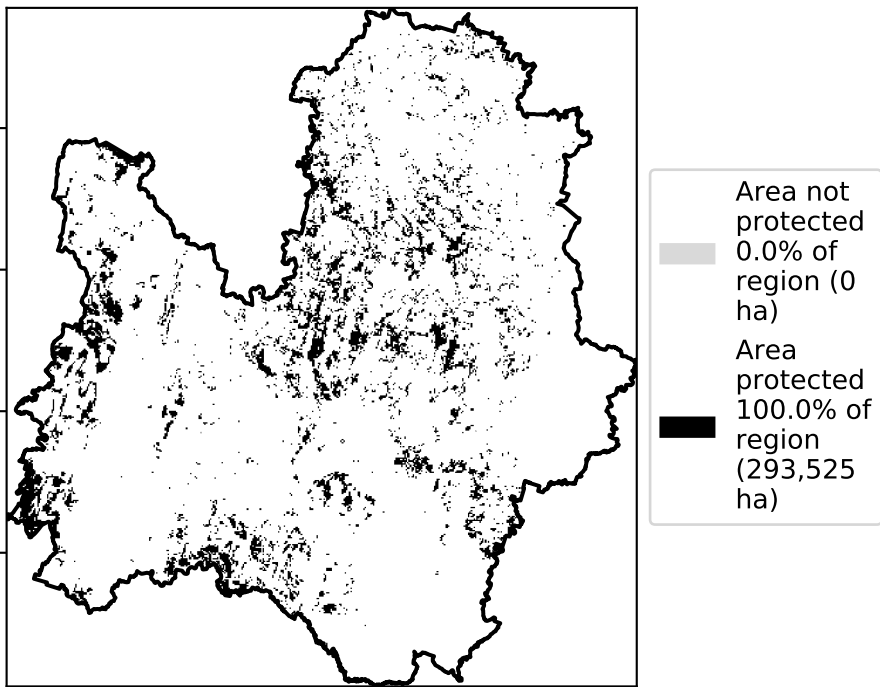 Area not
protected
0.0% of
region (0
ha)
Area
protected
100.0% of
region
(293,525
ha)